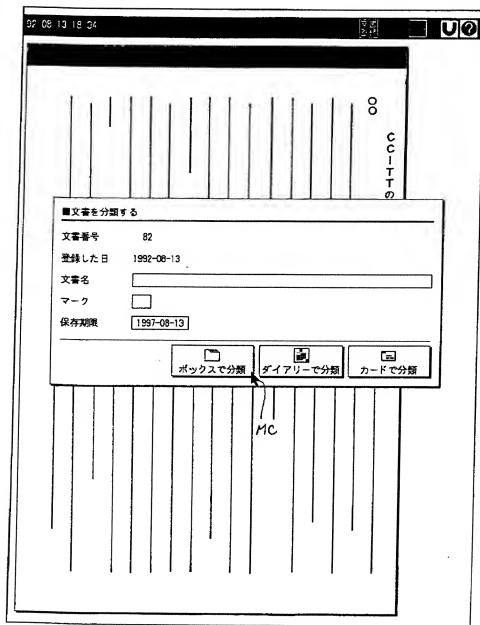 92 08 13 18 34
U?
○○
CCITTの
■文書を分類する
文書番号 82
登録した日 1992-08-13
文書名
マーク
保存期限 1997-08-13
ボックスで分類 ダイアリーで分類 カードで分類
MC